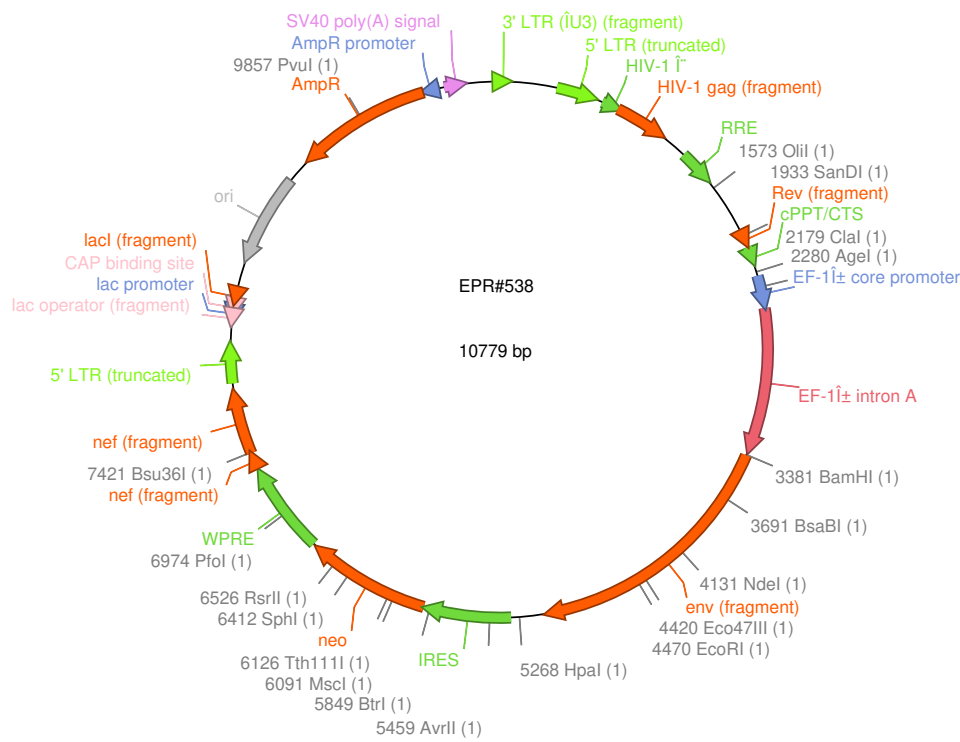 SV40 poly(A) signal
3' LTR (ÎU3) (fragment)
AmpR promoter
5' LTR (truncated)
9857 PvuI (1)
HIV-1 Î¨
AmpR
HIV-1 gag (fragment)
RRE
1573 OliI (1)
1933 SanDI (1)
ori
Rev (fragment)
cPPT/CTS
lacI (fragment)
2179 ClaI (1)
CAP binding site
2280 AgeI (1)
lac promoter
EPR#538
EF-1Î± core promoter
lac operator (fragment)
10779 bp
5' LTR (truncated)
EF-1Î± intron A
nef (fragment)
7421 Bsu36I (1)
3381 BamHI (1)
nef (fragment)
3691 BsaBI (1)
WPRE
6974 PfoI (1)
4131 NdeI (1)
6526 RsrII (1)
env (fragment)
6412 SphI (1)
4420 Eco47III (1)
neo
4470 EcoRI (1)
6126 Tth111I (1)
IRES
5268 HpaI (1)
6091 MscI (1)
5849 BtrI (1)
5459 AvrII (1)